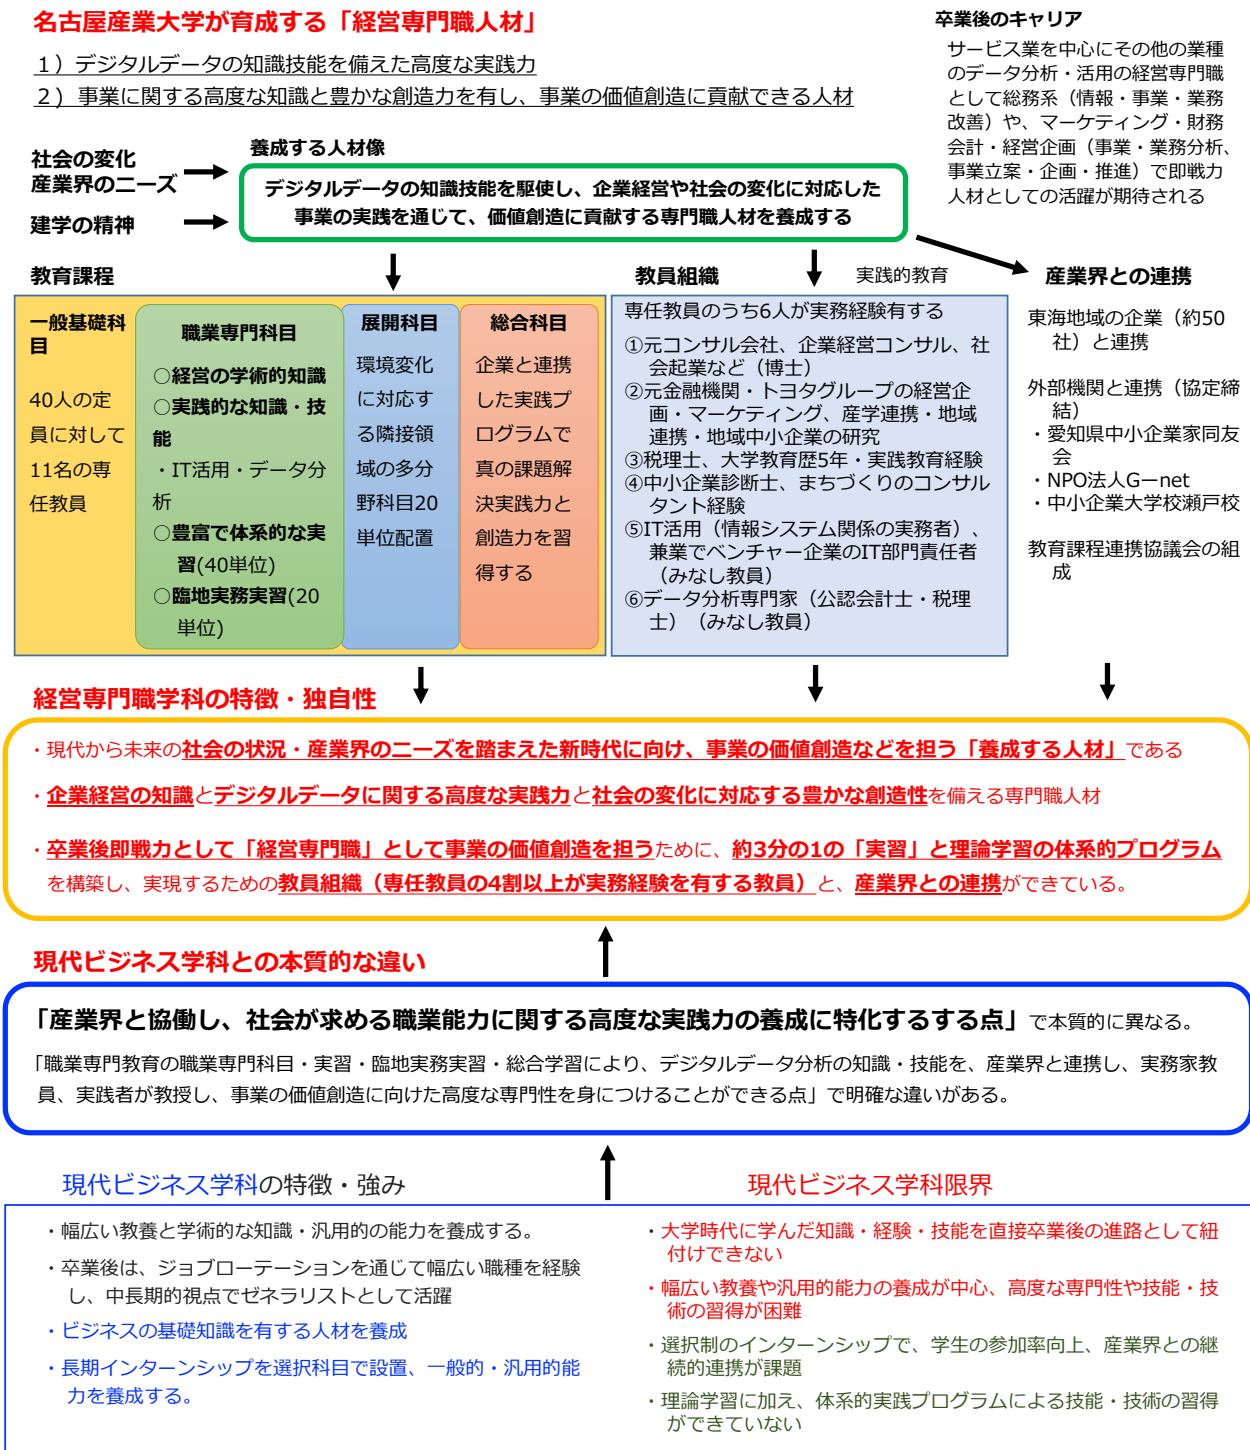 名古屋産業大学が育成する「経営専門職人材」
1）デジタルデータの知識技能を備えた高度な実践力
2）事業に関する高度な知識と豊かな創造力を有し、事業の価値創造に貢献できる人材
卒業後のキャリア
サービス業を中心にその他の業種
のデータ分析・活用の経営専門職
として総務系（情報・事業・業務
改善）や、マーケティング・財務
会計・経営企画（事業・業務分析、
事業立案・企画・推進）で即戦力
人材としての活躍が期待される
社会の変化
産業界のニーズ
建学の精神
養成する人材像
デジタルデータの知識技能を駆使し、企業経営や社会の変化に対応した
事業の実践を通じて、価値創造に貢献する専門職人材を養成する
教育課程
一般基礎科
目
40人の定
員に対して
11名の専
任教員
職業専門科目
○経営の学術的知識
○実践的な知識・技
能
・IT活用・データ分
析
○豊富で体系的な実
習(40単位)
○臨地実務実習(20
単位)
展開科目
環境変化
に対応す
る隣接領
域の多分
野科目20
単位配置
総合科目
企業と連携
した実践プ
ログラムで
真の課題解
決実践力と
創造力を習
得する
教員組織
実践的教育
専任教員のうち6人が実務経験有する
①元コンサル会社、企業経営コンサル、社
会起業など（博士）
②元金融機関・トヨタグループの経営企
画・マーケティング、産学連携・地域
連携・地域中小企業の研究
③税理士、大学教育歴5年・実践教育経験
④中小企業診断士、まちづくりのコンサル
タント経験
⑤IT活用（情報システム関係の実務者）、
兼業でベンチャー企業のIT部門責任者
（みなし教員）
⑥データ分析専門家（公認会計士・税理
士）（みなし教員）
産業界との連携
東海地域の企業（約50
社）と連携
外部機関と連携（協定締
結）
・愛知県中小企業家同友
会
・NPO法人Gーnet
・中小企業大学校瀬戸校
教育課程連携協議会の組
成
経営専門職学科の特徴・独自性
・現代から未来の社会の状況・産業界のニーズを踏まえた新時代に向け、事業の価値創造などを担う「養成する人材」である
・企業経営の知識とデジタルデータに関する高度な実践力と社会の変化に対応する豊かな創造性を備える専門職人材
・卒業後即戦力として「経営専門職」として事業の価値創造を担うために、約3分の1の「実習」と理論学習の体系的プログラム
を構築し、実現するための教員組織（専任教員の4割以上が実務経験を有する教員）と、産業界との連携ができている。
現代ビジネス学科との本質的な違い
「産業界と協働し、社会が求める職業能力に関する高度な実践力の養成に特化するする点」で本質的に異なる。
「職業専門教育の職業専門科目・実習・臨地実務実習・総合学習により、デジタルデータ分析の知識・技能を、産業界と連携し、実務家教
員、実践者が教授し、事業の価値創造に向けた高度な専門性を身につけることができる点」で明確な違いがある。
現代ビジネス学科の特徴・強み
・幅広い教養と学術的な知識・汎用的の能力を養成する。
・卒業後は、ジョブローテーションを通じて幅広い職種を経験
し、中長期的視点でゼネラリストとして活躍
・ビジネスの基礎知識を有する人材を養成
・長期インターンシップを選択科目で設置、一般的・汎用的能
力を養成する。
現代ビジネス学科限界
・大学時代に学んだ知識・経験・技能を直接卒業後の進路として紐
付けできない
・幅広い教養や汎用的能力の養成が中心、高度な専門性や技能・技
術の習得が困難
・選択制のインターンシップで、学生の参加率向上、産業界との継
続的連携が課題
・理論学習に加え、体系的実践プログラムによる技能・技術の習得
ができていない